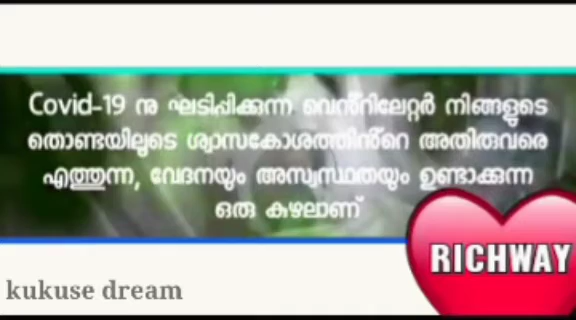 Covid-19 നു ഘടിപ്പിക്കുന്ന വെൻ്റിലേറ്റർ നിങ്ങളുടെ
തൊണ്ടയിലൂടെ ശ്വാസകോശത്തിൻ്റെ അതിരുവരെ
എത്തുന്ന, വേദനയും അസ്വസ്ഥതയും ഉണ്ടാക്കുന്ന
ഒരു കുഴലാണ്
RICHWAY
kukuse dream